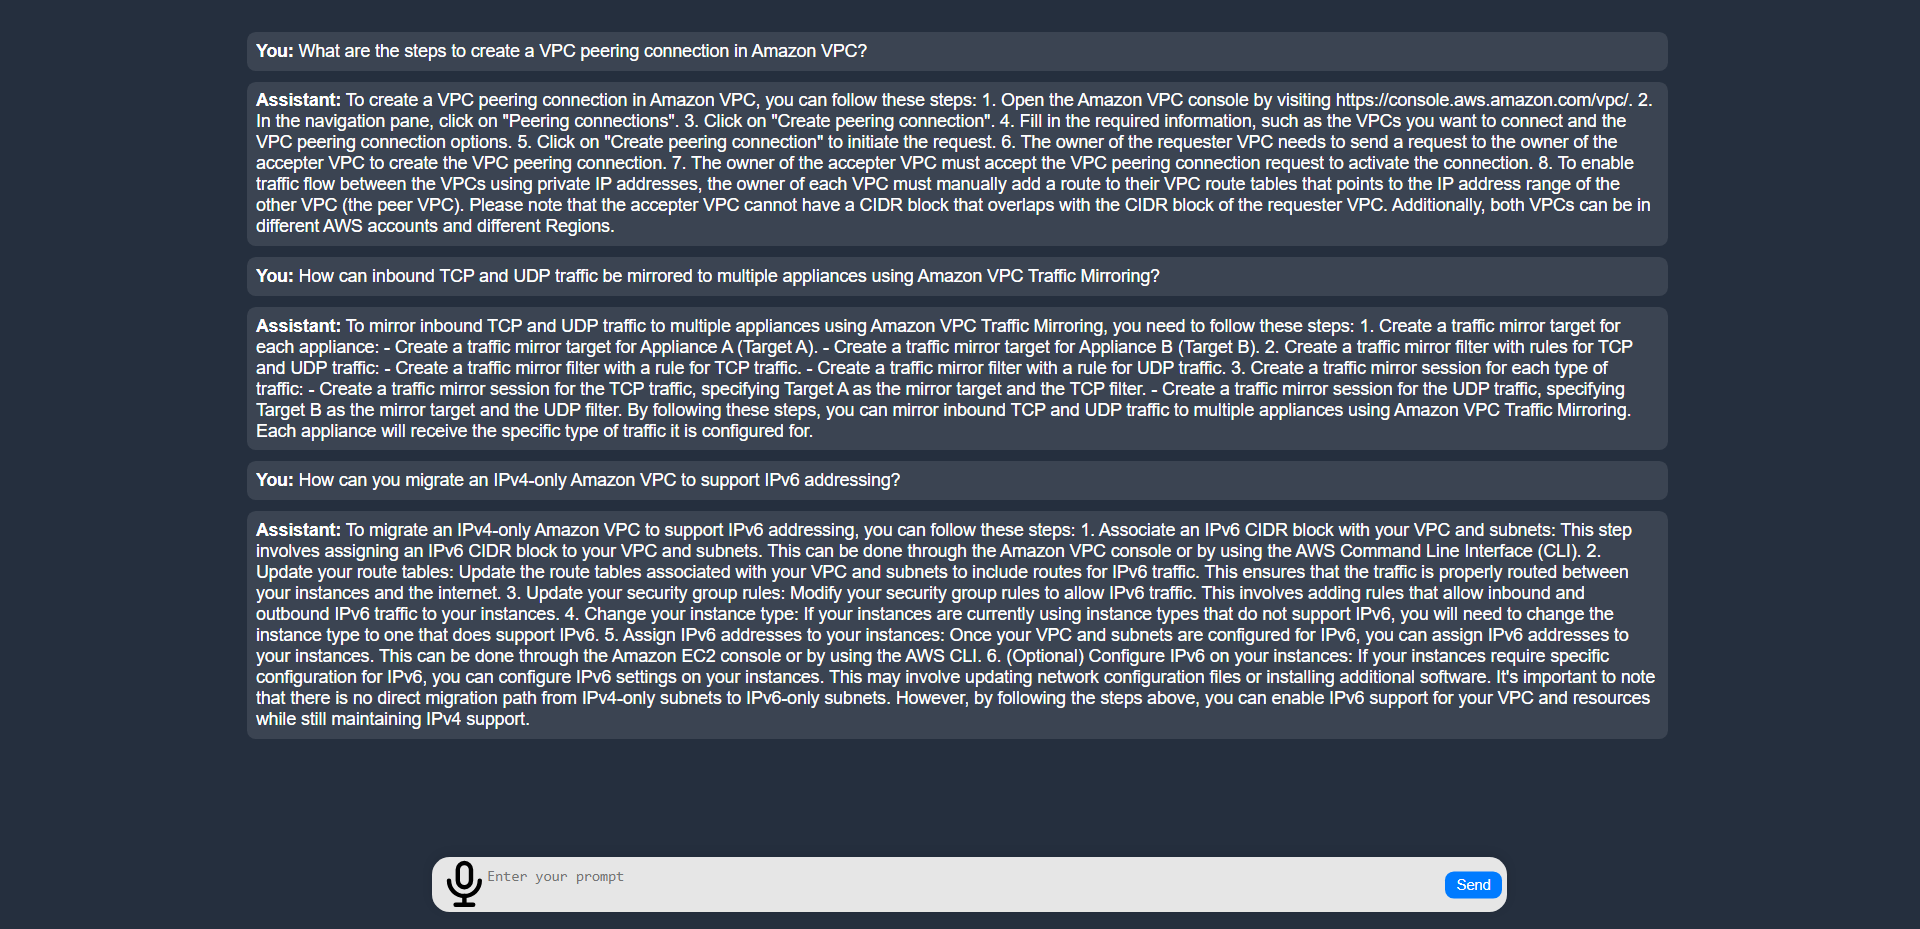 You: What are the steps to create a VPC peering connection in Amazon VPC?
Assistant: To create a VPC peering connection in Amazon VPC, you can follow these steps: 1. Open the Amazon VPC console by visiting https://console.aws.amazon.com/vpc/. 2.
In the navigation pane, click on "Peering connections". 3. Click on "Create peering connection". 4. Fill in the required information, such as the VPCs you want to connect and the
VPC peering connection options. 5. Click on "Create peering connection" to initiate the request. 6. The owner of the requester VPC needs to send a request to the owner of the
accepter VPC to create the VPC peering connection. 7. The owner of the accepter VPC must accept the VPC peering connection request to activate the connection. 8. To enable
traffic flow between the VPCs using private IP addresses, the owner of each VPC must manually add a route to their VPC route tables that points to the IP address range of the
other VPC (the peer VPC). Please note that the accepter VPC cannot have a CIDR block that overlaps with the CIDR block of the requester VPC. Additionally, both VPCs can be in
different AWS accounts and different Regions.
You: How can inbound TCP and UDP traffic be mirrored to multiple appliances using Amazon VPC Traffic Mirroring?
Assistant: To mirror inbound TCP and UDP traffic to multiple appliances using Amazon VPC Traffic Mirroring, you need to follow these steps: 1. Create a traffic mirror target for
each appliance: - Create a traffic mirror target for Appliance A (Target A). - Create a traffic mirror target for Appliance B (Target B). 2. Create a traffic mirror filter with rules for TCP
and UDP traffic: - Create a traffic mirror filter with a rule for TCP traffic. - Create a traffic mirror filter with a rule for UDP traffic. 3. Create a traffic mirror session for each type of
traffic: - Create a traffic mirror session for the TCP traffic, specifying Target A as the mirror target and the TCP filter. - Create a traffic mirror session for the UDP traffic, specifying
Target B as the mirror target and the UDP filter. By following these steps, you can mirror inbound TCP and UDP traffic to multiple appliances using Amazon VPC Traffic Mirroring.
Each appliance will receive the specific type of traffic it is configured for.
You: How can you migrate an IPv4-only Amazon VPC to support IPv6 addressing?
Assistant: To migrate an IPv4-only Amazon VPC to support IPv6 addressing, you can follow these steps: 1. Associate an IPv6 CIDR block with your VPC and subnets: This step
involves assigning an IPv6 CIDR block to your VPC and subnets. This can be done through the Amazon VPC console or by using the AWS Command Line Interface (CLI). 2.
Update your route tables: Update the route tables associated with your VPC and subnets to include routes for IPv6 traffic. This ensures that the traffic is properly routed between
your instances and the internet. 3. Update your security group rules: Modify your security group rules to allow IPv6 traffic. This involves adding rules that allow inbound and
outbound IPv6 traffic to your instances. 4. Change your instance type: If your instances are currently using instance types that do not support IPv6, you will need to change the
instance type to one that does support IPv6. 5. Assign IPv6 addresses to your instances: Once your VPC and subnets are configured for IPv6, you can assign IPv6 addresses to
your instances. This can be done through the Amazon EC2 console or by using the AWS CLI. 6. (Optional) Configure IPv6 on your instances: If your instances require specific
configuration for IPv6, you can configure IPv6 settings on your instances. This may involve updating network configuration files or installing additional software. It's important to note
that there is no direct migration path from IPv4-only subnets to IPv6-only subnets. However, by following the steps above, you can enable IPv6 support for your VPC and resources
while still maintaining IPv4 support.
Enter your prompt
Send